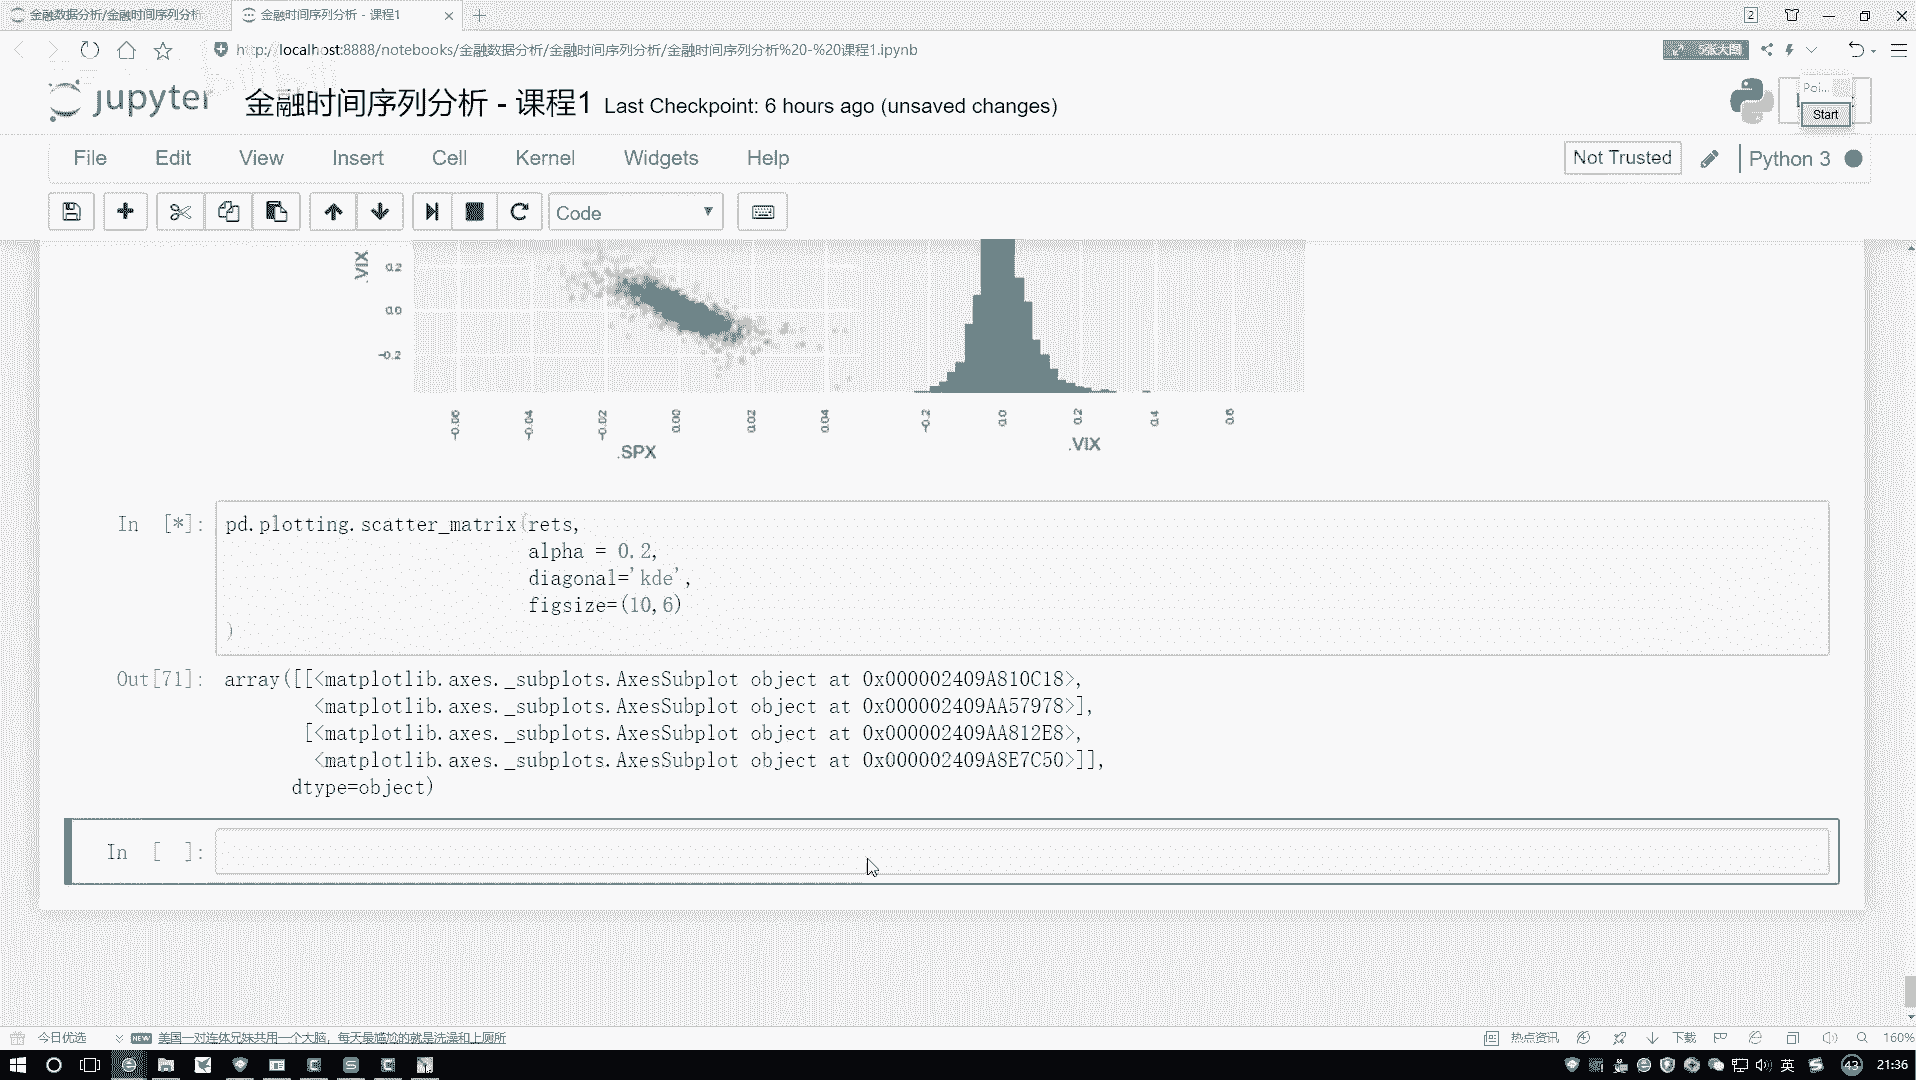 金融数据分析/金融时间序列分析
金融时间序列分析 - 课程1
2
http://localhost:8888/notebooks/金融数据分析/金融时间序列分析/金融时间序列分析%20-%20课程1.ipynb
5张大图
jupyter
金融时间序列分析 - 课程1 Last Checkpoint: 6 hours ago (unsaved changes)
Poi...
Start
File Edit View Insert Cell Kernel Widgets Help
Not Trusted
Python 3
Code
.VIX
0.2
0.0
-0.2
-0.06 -0.04 -0.02 0.00 0.02 0.04
-0.2 0.0 0.2 0.4 0.6
.SPX
.VIX
In [*]: pd.plotting.scatter_matrix(rets,
alpha = 0.2,
diagonal='kde',
figsize=(10,6)
)
Out[71]: array([[<matplotlib.axes._subplots.AxesSubplot object at 0x000002409A810C18>,
<matplotlib.axes._subplots.AxesSubplot object at 0x000002409AA57978>],
[<matplotlib.axes._subplots.AxesSubplot object at 0x000002409AA812E8>,
<matplotlib.axes._subplots.AxesSubplot object at 0x000002409A8E7C50>]],
dtype=object)
In [ ]:
今日优选
NEW
美国一对连体兄妹共用一个大脑，每天最尴尬的就是洗澡和上厕所
热点资讯
下载
160%
英
43
21:36